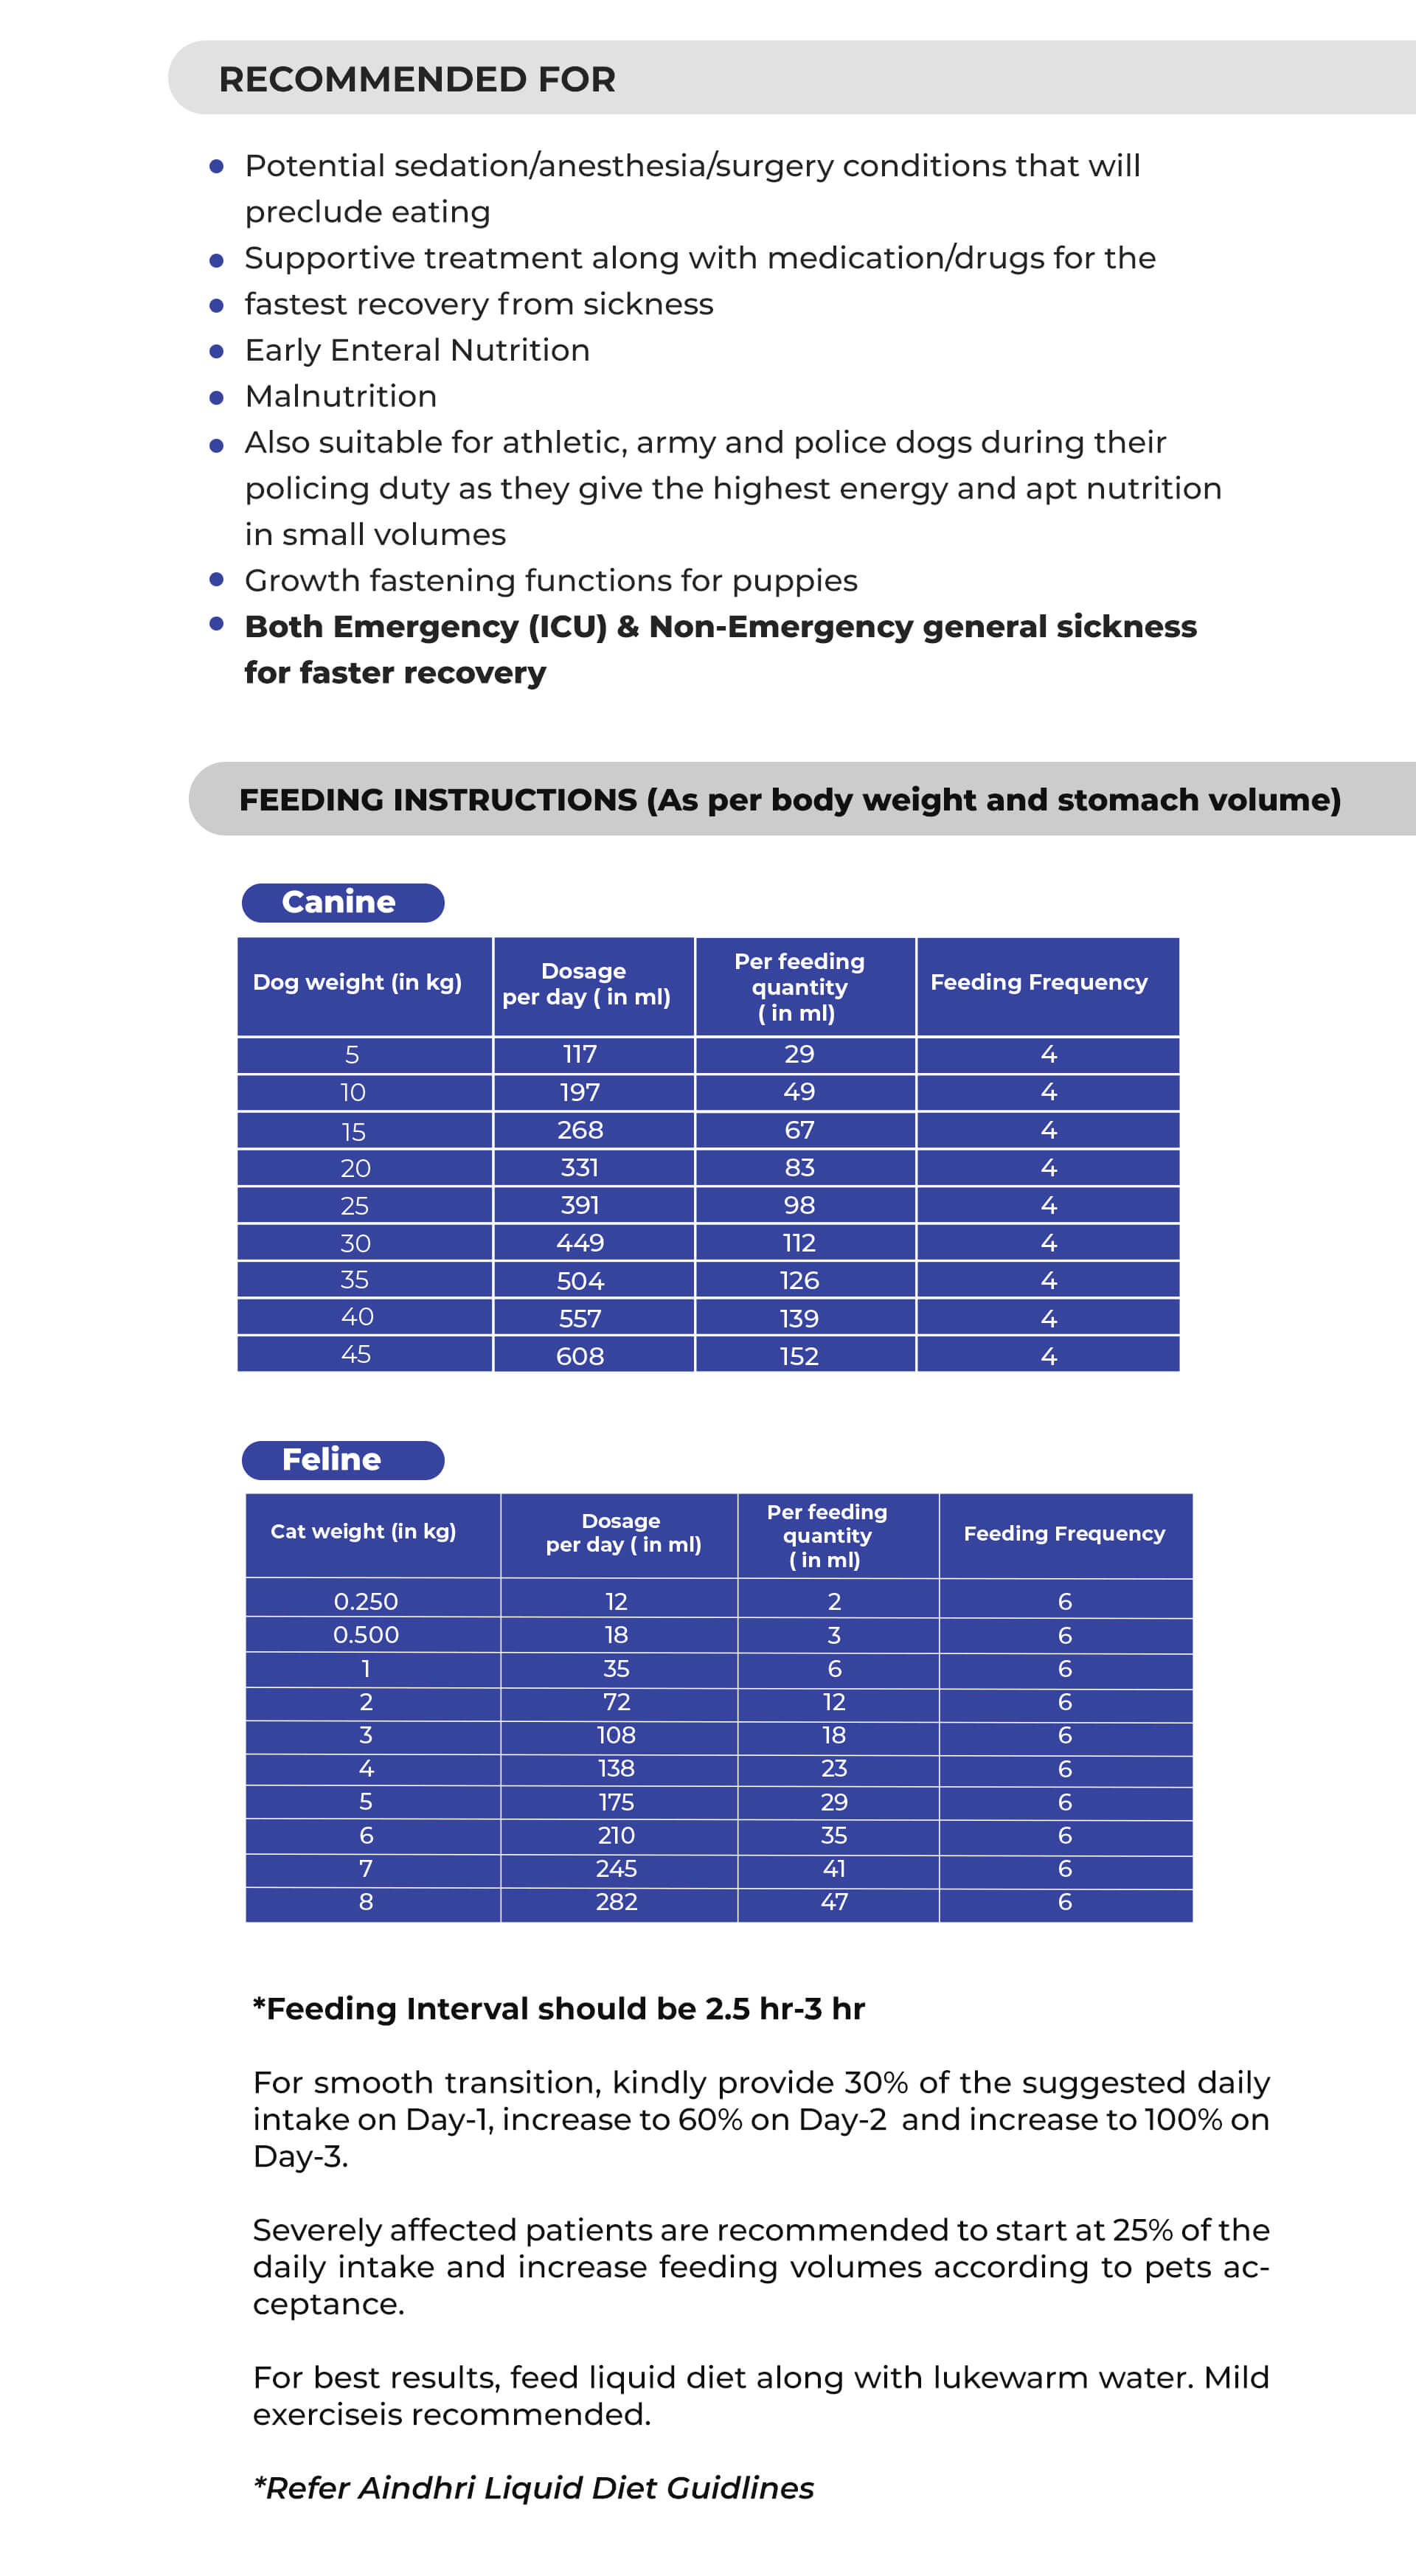 RECOMMENDED FOR
Potential sedation/anesthesia/surgery conditions that will
preclude eating
Supportive treatment along with medication/drugs for the
fastest recovery from sickness
Early Enteral Nutrition
Malnutrition
Also suitable for athletic, army and police dogs during their
policing duty as they give the highest energy and apt nutrition
in small volumes
Growth fastening functions for puppies
Both Emergency (ICU) & Non-Emergency general sickness
for faster recovery
FEEDING INSTRUCTIONS (As per body weight and stomach volume)
Canine
Dog weight (in kg) Dosage per day ( in ml) Per feeding quantity ( in ml) Feeding Frequency
5 117 29 4
10 197 49 4
15 268 67 4
20 331 83 4
25 391 98 4
30 449 112 4
35 504 126 4
40 557 139 4
45 608 152 4
Feline
Cat weight (in kg) Dosage per day ( in ml) Per feeding quantity ( in ml) Feeding Frequency
0.250 12 2 6
0.500 18 3 6
1 35 6 6
2 72 12 6
3 108 18 6
4 138 23 6
5 175 29 6
6 210 35 6
7 245 41 6
8 282 47 6
*Feeding Interval should be 2.5 hr-3 hr
For smooth transition, kindly provide 30% of the suggested daily
intake on Day-1, increase to 60% on Day-2 and increase to 100% on
Day-3.
Severely affected patients are recommended to start at 25% of the
daily intake and increase feeding volumes according to pets ac-
ceptance.
For best results, feed liquid diet along with lukewarm water. Mild
exerciseis recommended.
*Refer Aindhri Liquid Diet Guidlines